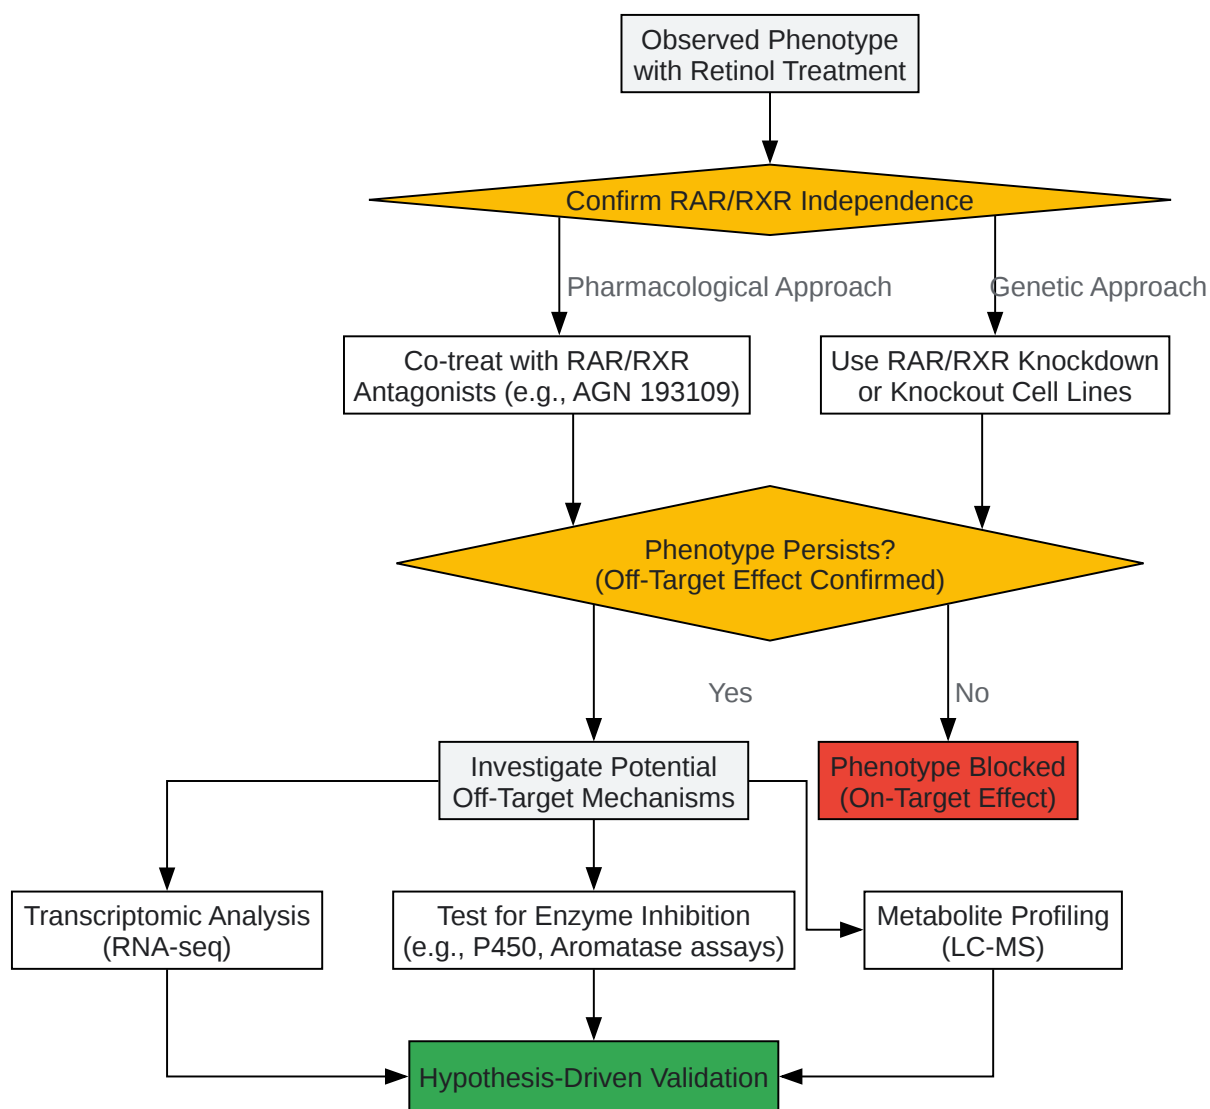 Observed Phenotype
with Retinol Treatment
Confirm RAR/RXR Independence
Pharmacological Approach
Genetic Approach
Co-treat with RAR/RXR
Antagonists (e.g., AGN 193109)
Use RAR/RXR Knockdown
or Knockout Cell Lines
Phenotype Persists?
(Off-Target Effect Confirmed)
Yes
No
Investigate Potential
Off-Target Mechanisms
Phenotype Blocked
(On-Target Effect)
Transcriptomic Analysis
(RNA-seq)
Test for Enzyme Inhibition
(e.g., P450, Aromatase assays)
Metabolite Profiling
(LC-MS)
Hypothesis-Driven Validation